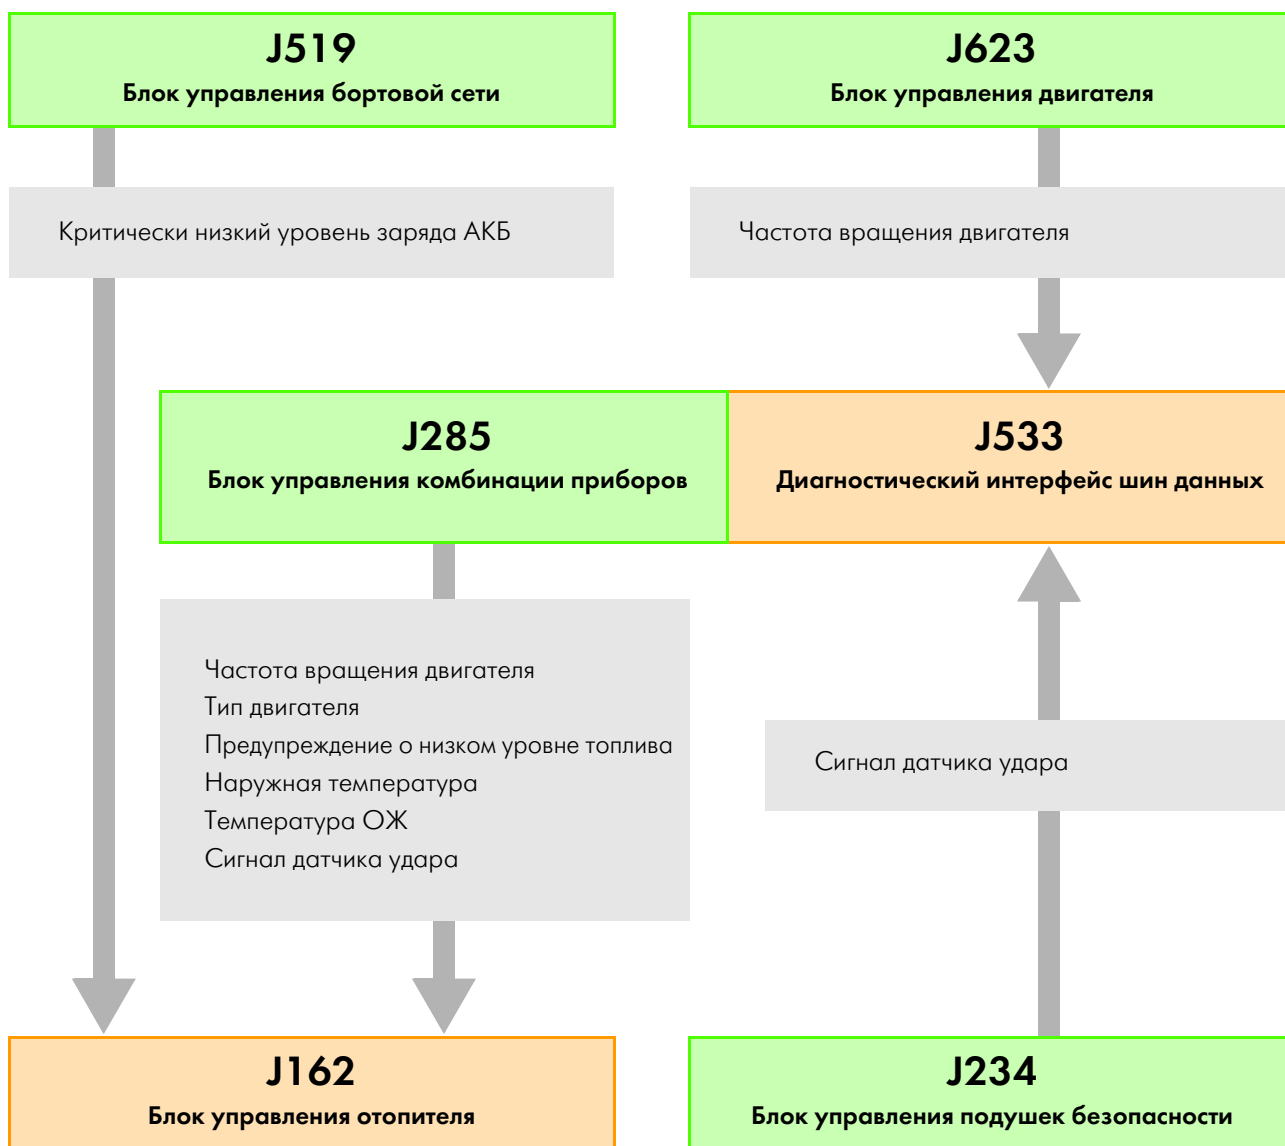 J519
Блок управления бортовой сети
J623
Блок управления двигателя
Критически низкий уровень заряда АКБ
Частота вращения двигателя
J285
Блок управления комбинации приборов
J533
Диагностический интерфейс шин данных
Частота вращения двигателя
Тип двигателя
Предупреждение о низком уровне топлива
Наружная температура
Температура ОЖ
Сигнал датчика удара
Сигнал датчика удара
J162
Блок управления отопителя
J234
Блок управления подушек безопасности